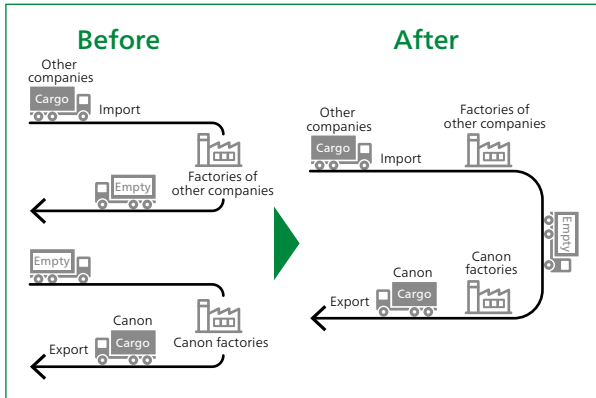 Before
Other
companies
Cargo
Import
Factories of
other companies
Empty
Empty
Canon
Canon factories
Export
Cargo
After
Other
companies
Cargo
Import
Factories of
other companies
Empty
Canon
factories
Canon
Export
Cargo